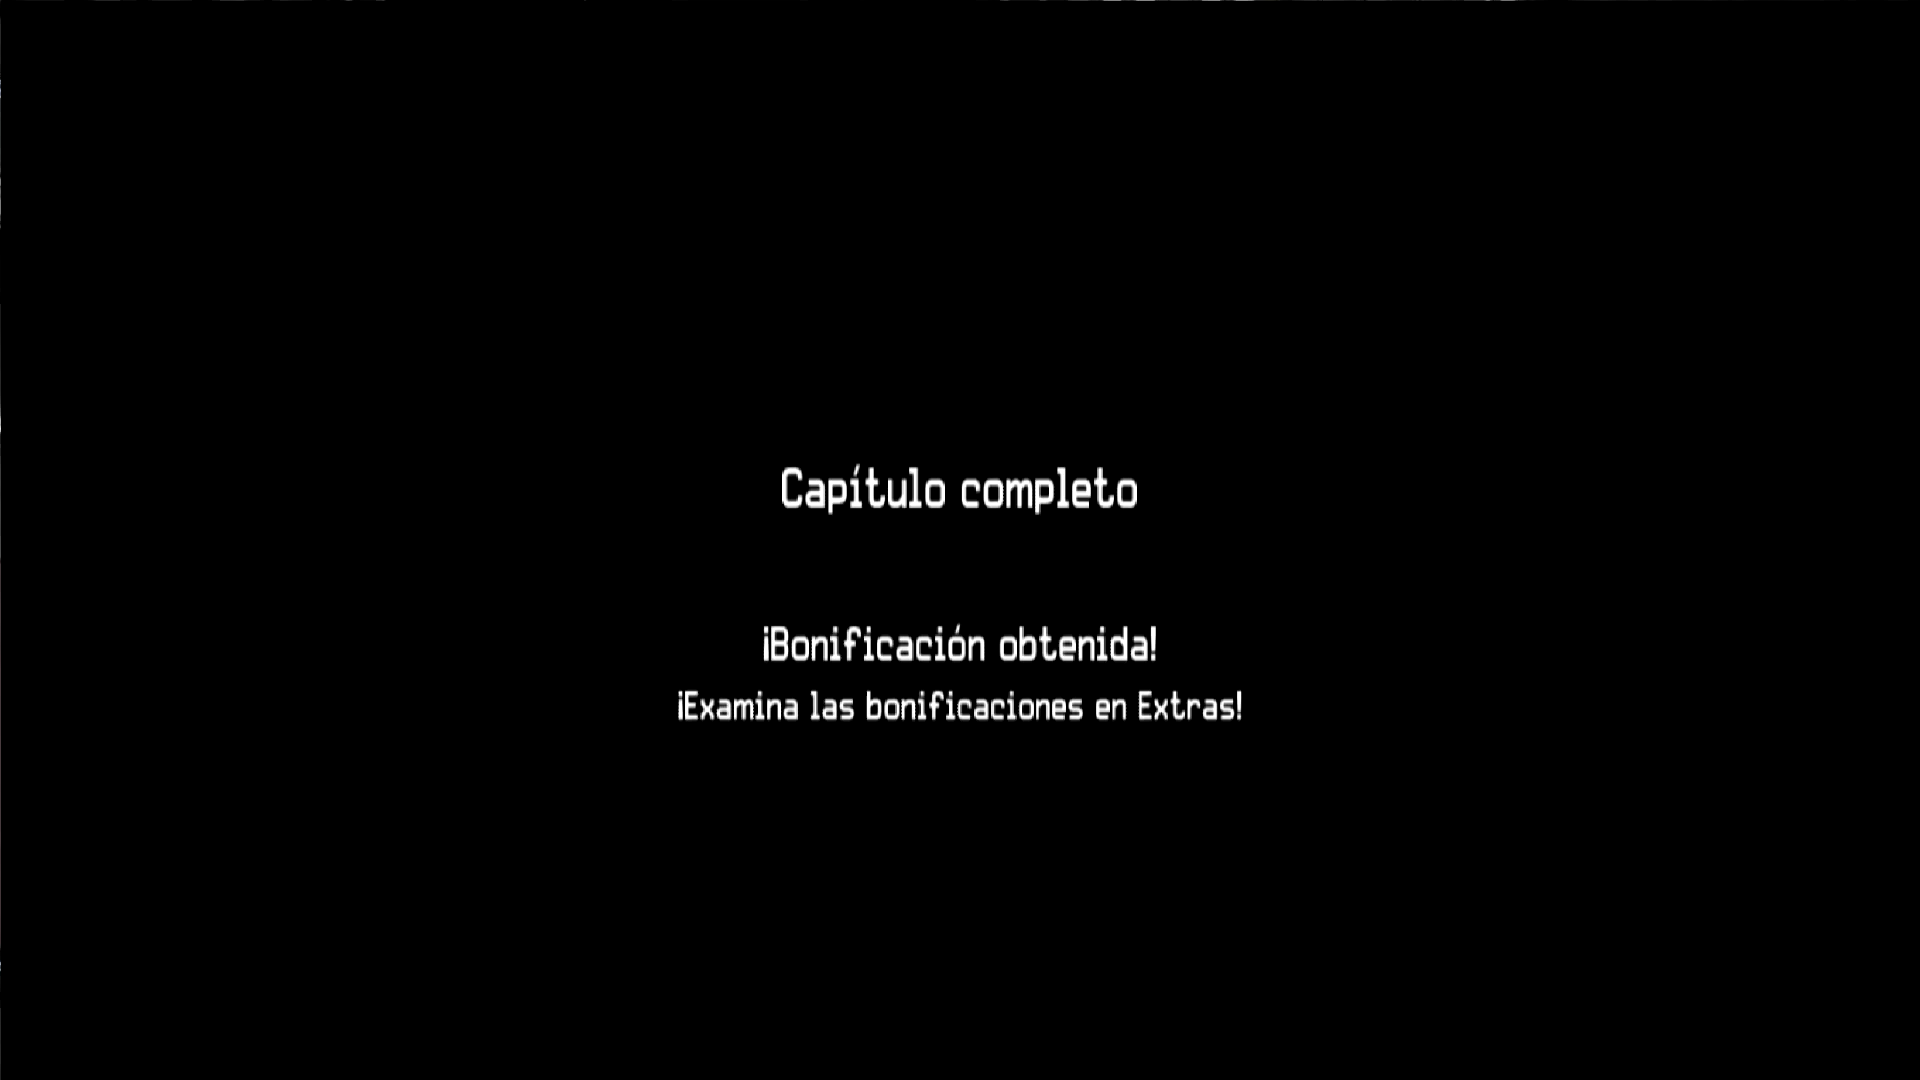 Capítulo completo
¡Bonificación obtenida!
¡Examina las bonificaciones en Extras!